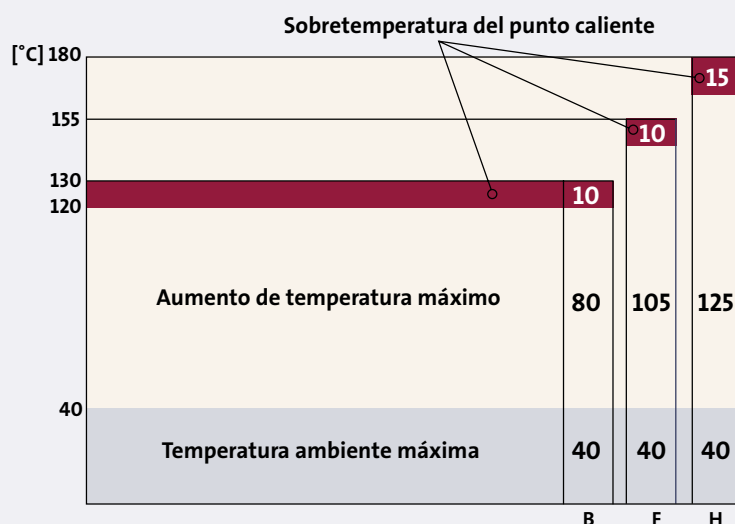 Sobretemperatura del punto caliente
[˚C] 180
15
155
10
130
10
120
Aumento de temperatura máximo
80
105
125
40
Temperatura ambiente máxima
40
40
40
B
F
H